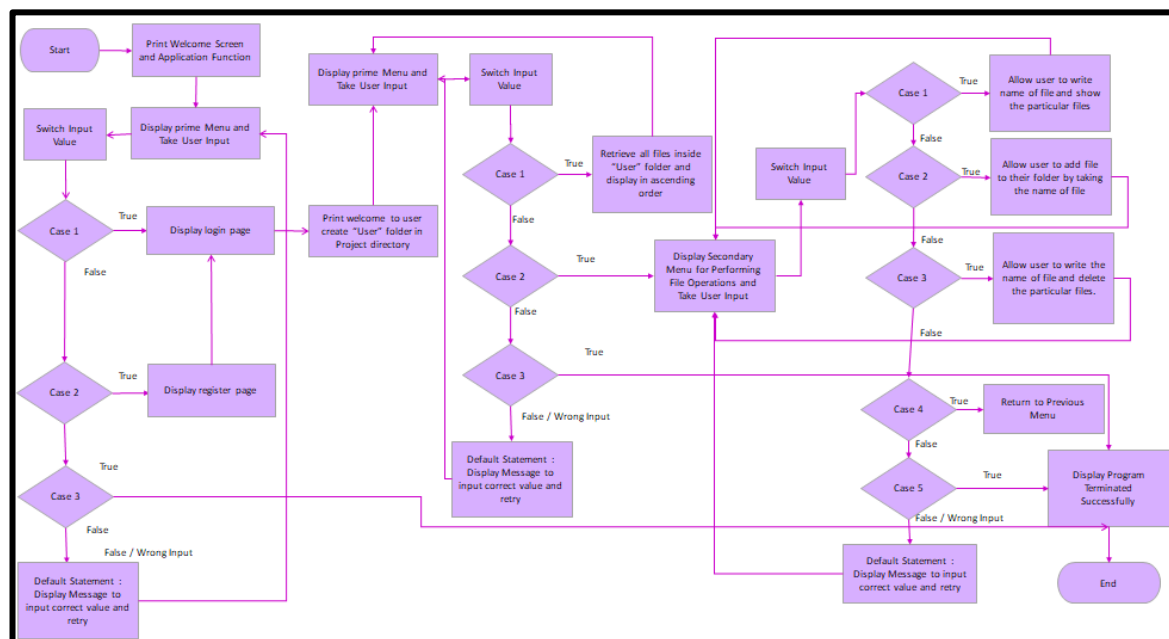 Start
Print Welcome Screen
and Application Function
Display prime Menu and
Take User Input
Switch Input
Value
Case 1
True
False
Display login page
Case 2
True
Display register page
Case 3
True
False
False / Wrong Input
Default Statement :
Display Message to
input correct value and
retry
Print welcome to user
create "User" folder in
Project directory
Display prime Menu and
Take User Input
Switch Input
Value
Case 1
True
False
Retrieve all files inside
"User" folder and
display in ascending
order
Case 2
True
False
Case 3
True
False / Wrong Input
Default Statement :
Display Message to
input correct value and
retry
Display Secondary
Menu for Performing
File Operations and
Take User Input
Switch Input
Value
Case 1
True
False
Allow user to write
name of file and show
the particular files
Case 2
True
False
Allow user to add file
to their folder by taking
the name of file
Case 3
True
False
Allow user to write the
name of file and delete
the particular files.
Case 4
True
False
Return to Previous
Menu
Case 5
True
False / Wrong Input
Display Program
Terminated
Successfully
Default Statement :
Display Message to input
correct value and retry
End